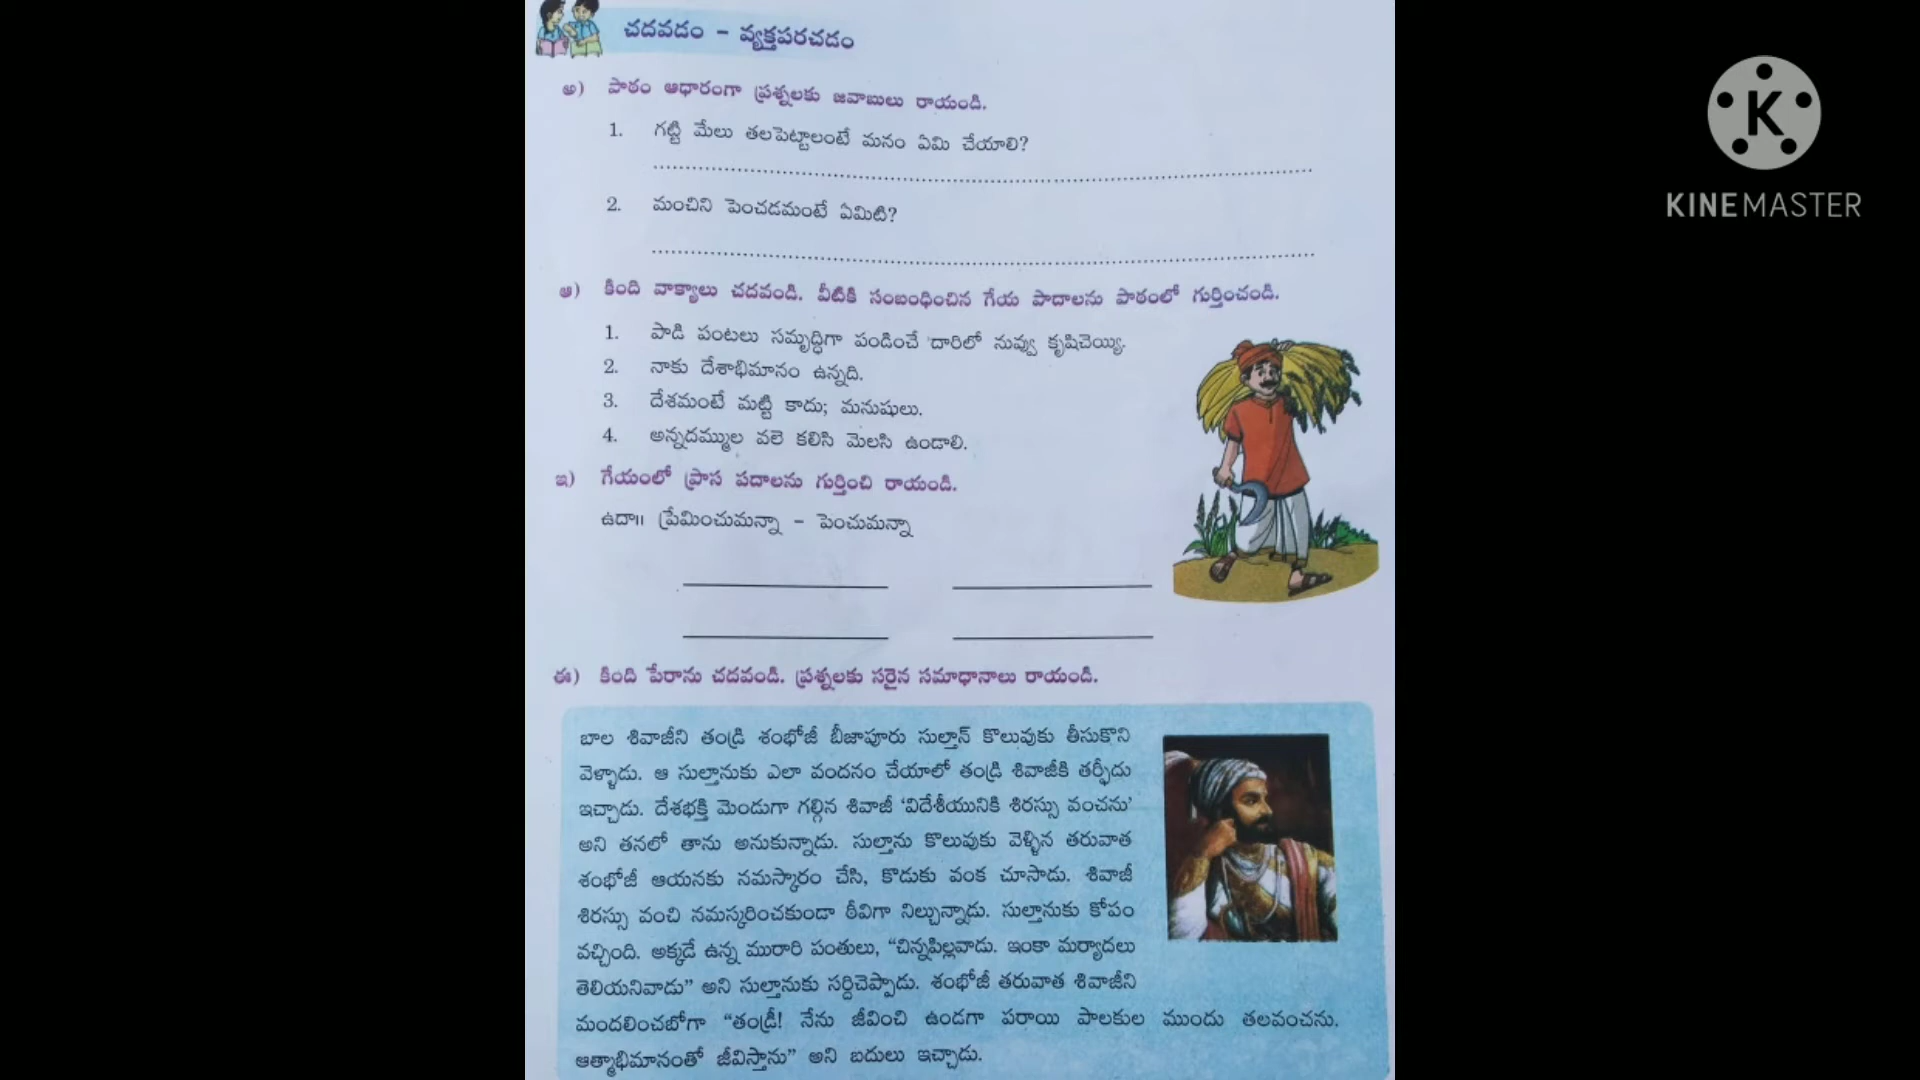 చదవడం - వ్యక్తపరచడం
అ) పాఠం ఆధారంగా ప్రశ్నలకు జవాబులు రాయండి.
1. గట్టి మేలు తలపెట్టాలంటే మనం ఏమి చేయాలి?
2. మంచిని పెంచడమంటే ఏమిటి?
ఆ) కింది వాక్యాలు చదవండి. వీటికి సంబంధించిన గేయ పాదాలను పాఠంలో గుర్తించండి.
1. పాడి పంటలు సమృద్ధిగా పండించే దారిలో నువ్వు కృషిచెయ్యి.
2. నాకు దేశాభిమానం ఉన్నది.
3. దేశమంటే మట్టి కాదు; మనుషులు.
4. అన్నదమ్ముల వలె కలిసి మెలసి ఉండాలి.
ఇ) గేయంలో ప్రాస పదాలను గుర్తించి రాయండి.
ఉదా॥ ప్రేమించుమన్నా - పెంచుమన్నా
ఈ) కింది పేరాను చదవండి. ప్రశ్నలకు సరైన సమాధానాలు రాయండి.
బాల శివాజీని తండ్రి శంభోజీ బీజాపూరు సుల్తాన్ కొలువుకు తీసుకొని
వెళ్ళాడు. ఆ సుల్తానుకు ఎలా వందనం చేయాలో తండ్రి శివాజీకి తర్ఫీదు
ఇచ్చాడు. దేశభక్తి మెండుగా గల్గిన శివాజీ ‘విదేశీయునికి శిరస్సు వంచను’
అని తనలో తాను అనుకున్నాడు. సుల్తాను కొలువుకు వెళ్ళిన తరువాత
శంభోజీ ఆయనకు నమస్కారం చేసి, కొడుకు వంక చూసాడు. శివాజీ
శిరస్సు వంచి నమస్కరించకుండా ఠీవిగా నిల్చున్నాడు. సుల్తానుకు కోపం
వచ్చింది. అక్కడే ఉన్న మురారి పంతులు, “చిన్నపిల్లవాడు. ఇంకా మర్యాదలు
తెలియనివాడు” అని సుల్తానుకు సర్దిచెప్పాడు. శంభోజీ తరువాత శివాజీని
మందలించబోగా “తండ్రీ! నేను జీవించి ఉండగా పరాయి పాలకుల ముందు తలవంచను.
ఆత్మాభిమానంతో జీవిస్తాను” అని బదులు ఇచ్చాడు.
K
KINEMASTER